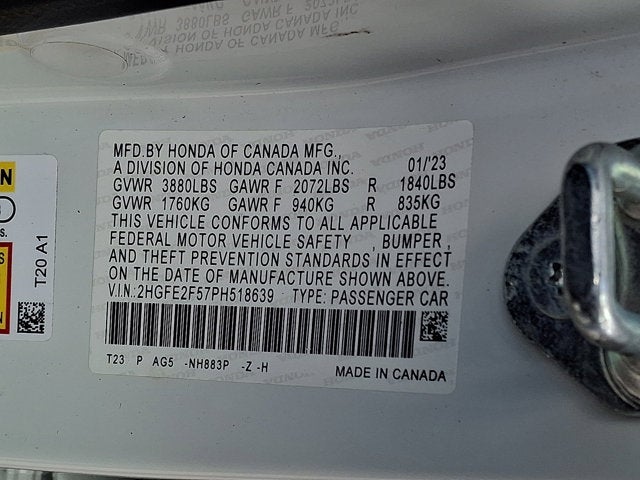 MFD.BY HONDA OF CANADA MFG.,
A DIVISION OF HONDA CANADA INC. 01/'23
GVWR 3880LBS GAWR F 2072LBS R 1840LBS
GVWR 1760KG GAWR F 940KG R 835KG
THIS VEHICLE CONFORMS TO ALL APPLICABLE
FEDERAL MOTOR VEHICLE SAFETY , BUMPER ,
AND THEFT PREVENTION STANDARDS IN EFFECT
ON THE DATE OF MANUFACTURE SHOWN ABOVE.
V.I.N.: 2HGFE2F57PH518639 TYPE: PASSENGER CAR
T23 P AG5 -NH883P -Z -H
MADE IN CANADA
T20 A1